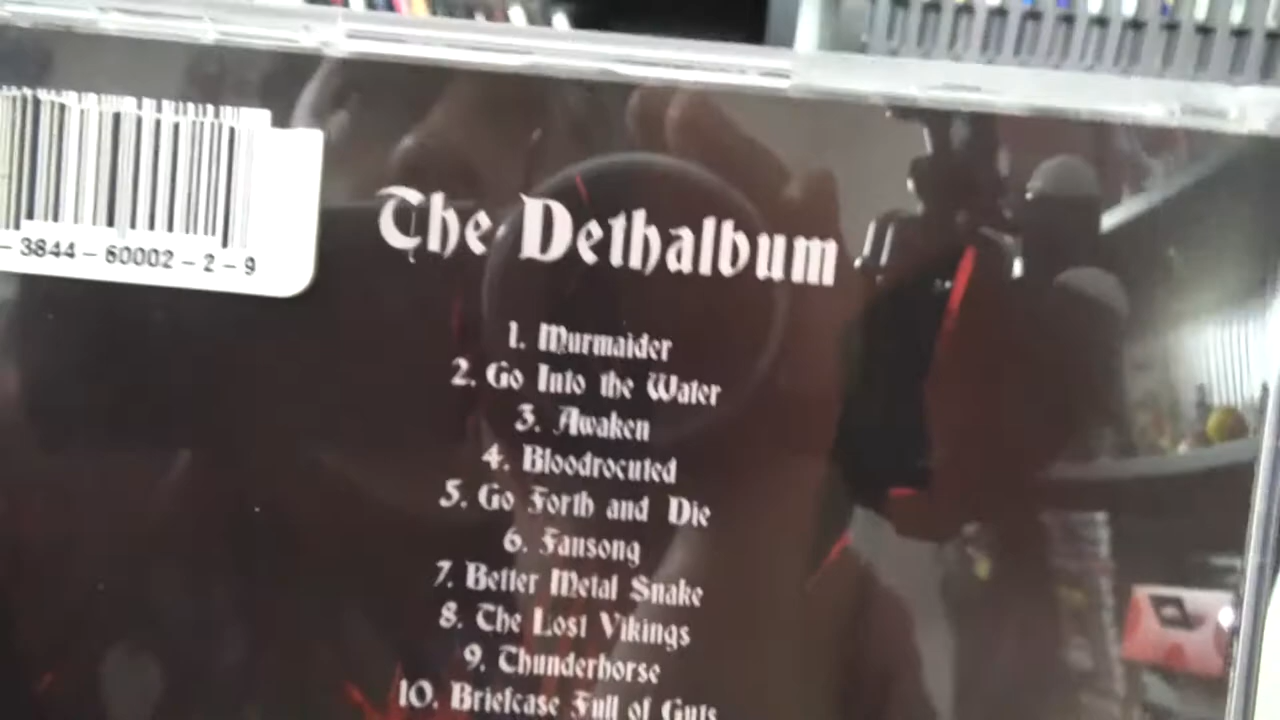 - 3844 - 60002 - 2 - 9
The Dethalbum
1. Murmaider
2. Go Into the Water
3. Awaken
4. Bloodrocuted
5. Go Forth and Die
6. Fansong
7. Better Metal Snake
8. The Lost Vikings
9. Thunderhorse
10. Briefcase Full of Guts